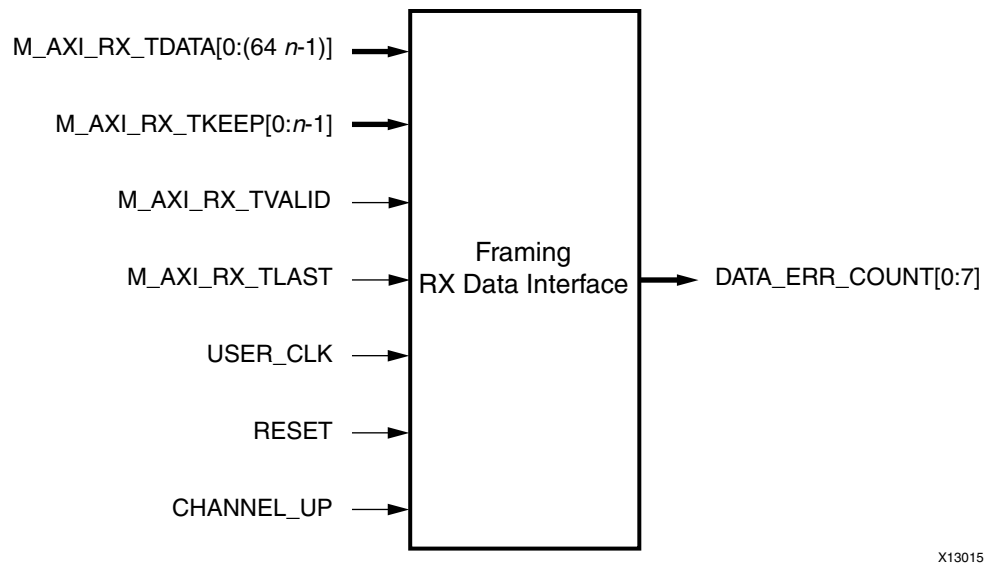 M_AXI_RX_TDATA[0:(64 n-1)]
M_AXI_RX_TKEEP[0:n-1]
M_AXI_RX_TVALID
M_AXI_RX_TLAST
USER_CLK
RESET
CHANNEL_UP
Framing
RX Data Interface
DATA_ERR_COUNT[0:7]
X13015